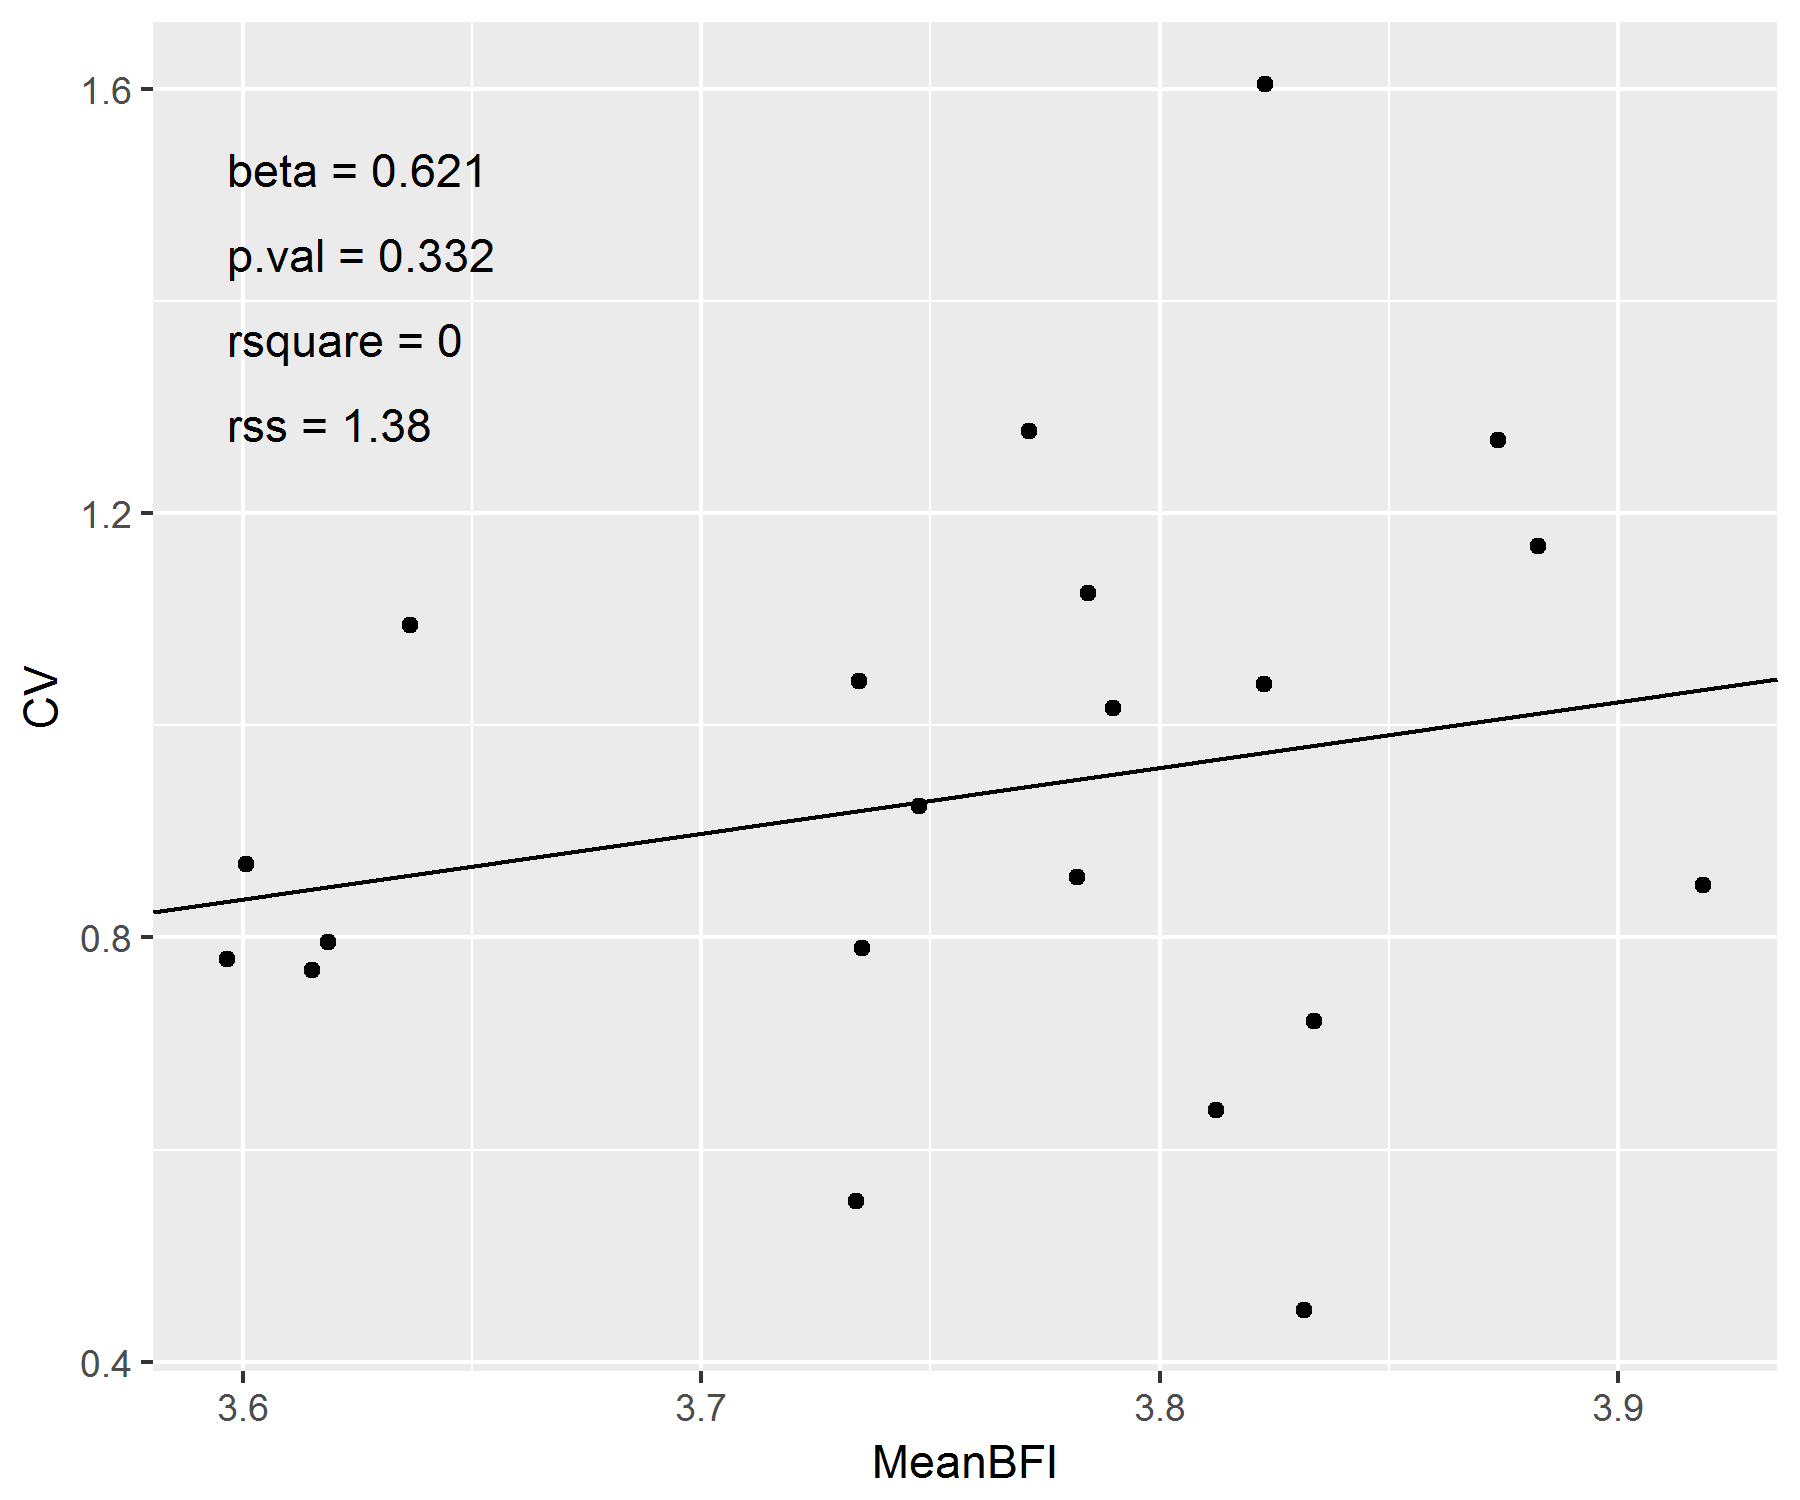 1.6
beta = 0.621
p.val = 0.332
rsquare = 0
rss = 1.38
1.2
CV
0.8
0.4
3.6 3.7 3.8 3.9
MeanBFI